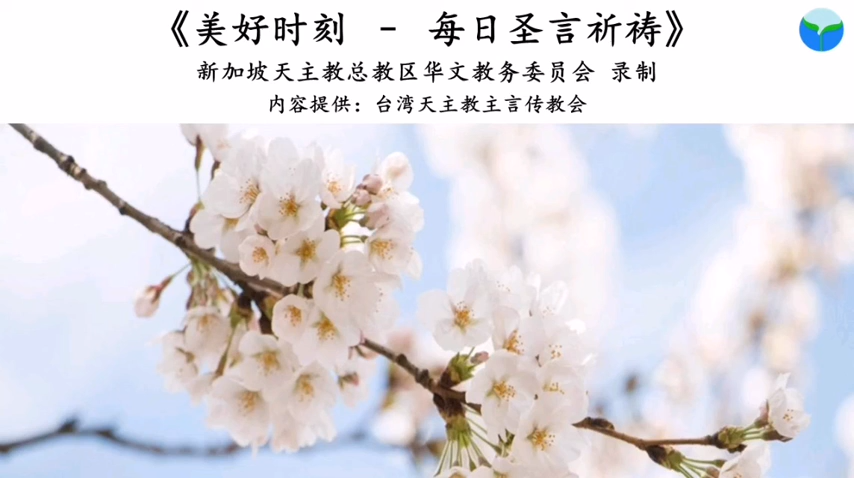 《美好时刻 - 每日圣言祈祷》
新加坡天主教总教区华文教务委员会 录制
内容提供：台湾天主教主言传教会